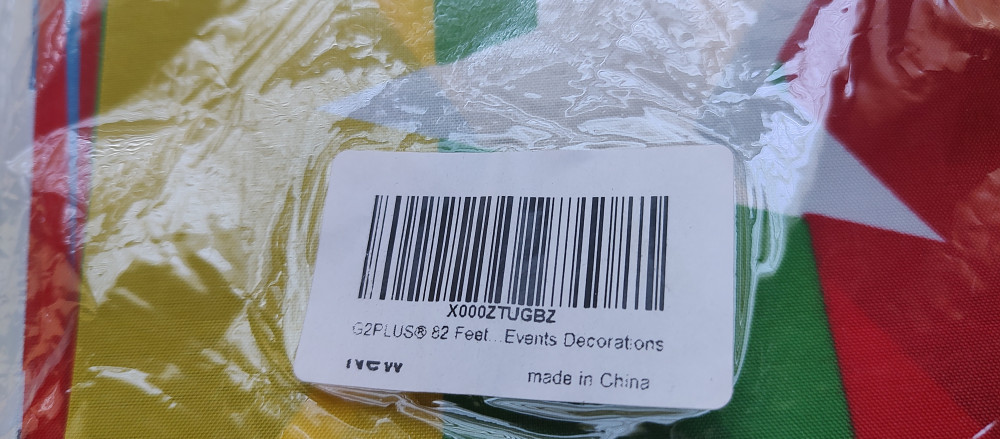 X000ZTUGBZ
G2PLUS® 82 Feet...Events Decorations
New
made in China